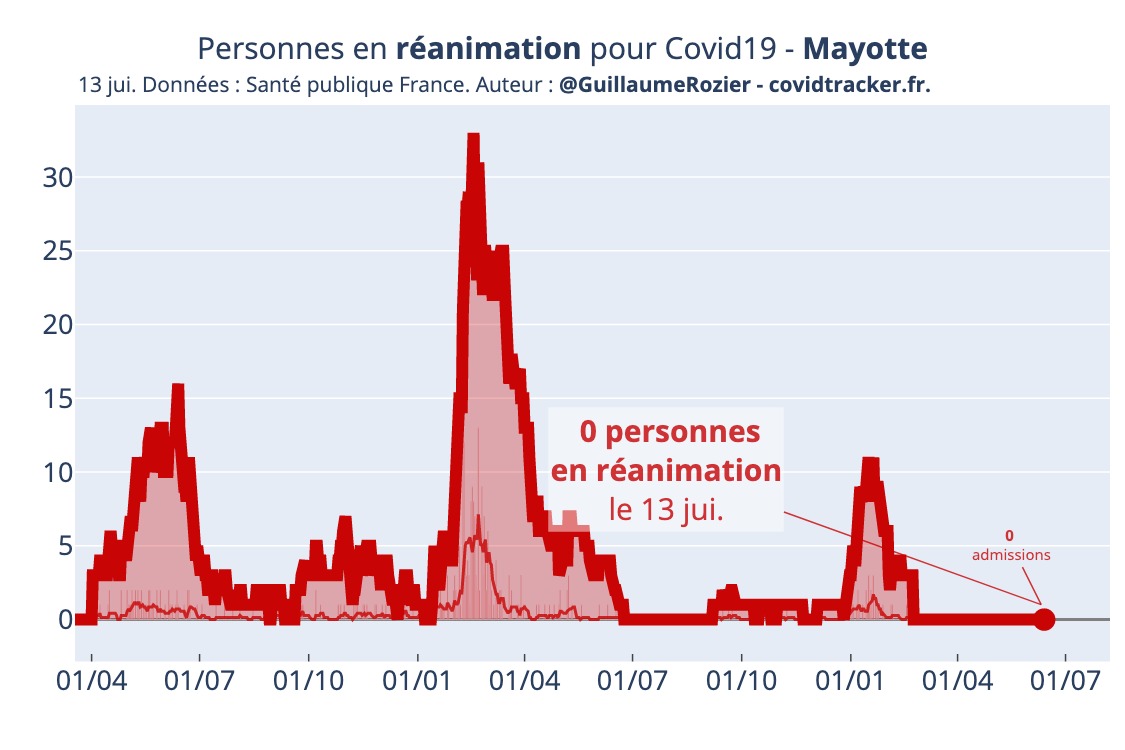 Personnes en réanimation pour Covid19 - Mayotte
13 jui. Données : Santé publique France. Auteur : @GuillaumeRozier - covidtracker.fr.
30
25
20
15
10
5
0
0 personnes
en réanimation
le 13 jui.
0
admissions
01/04 01/07 01/10 01/01 01/04 01/07 01/10 01/01 01/04 01/07